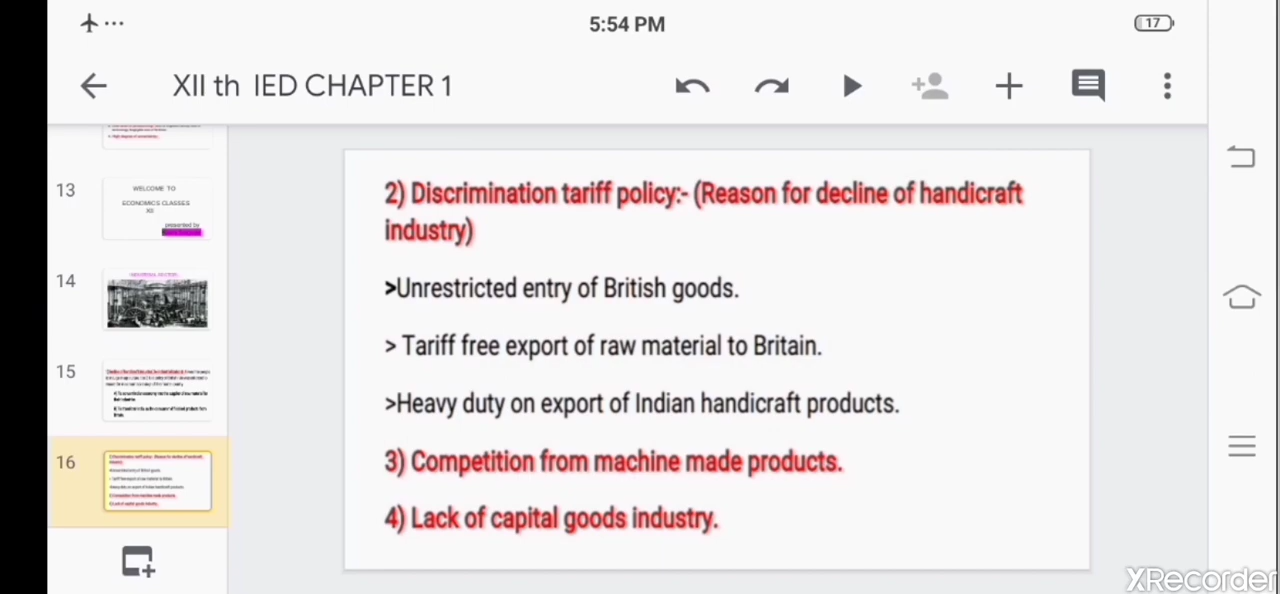 5:54 PM
17
XII th IED CHAPTER 1
13
WELCOME TO
ECONOMICS CLASSES
XII
presented by
14
15
16
2) Discrimination tariff policy:- (Reason for decline of handicraft
industry)
>Unrestricted entry of British goods.
> Tariff free export of raw material to Britain.
>Heavy duty on export of Indian handicraft products.
3) Competition from machine made products.
4) Lack of capital goods industry.
XRecorder